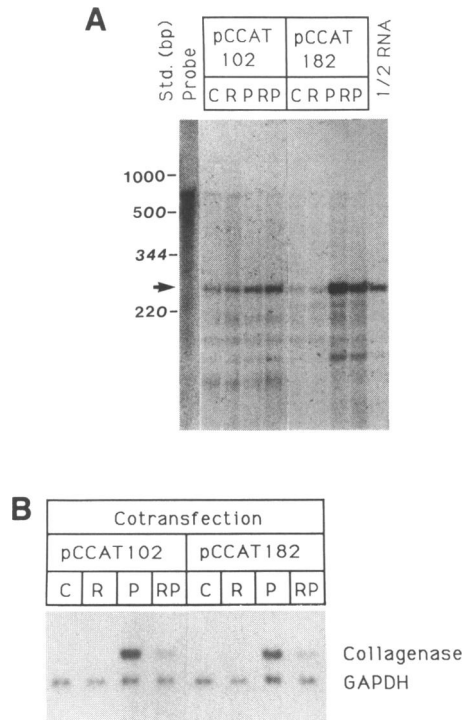 A
Std. (bp)
Probe
pCCAT
102
pCCAT
182
1/2 RNA
C R P RP
C R P RP
1000-
500-
344-
220-
B
Cotransfection
pCCAT102
pCCAT182
C R P RP C R P RP
Collagenase
GAPDH